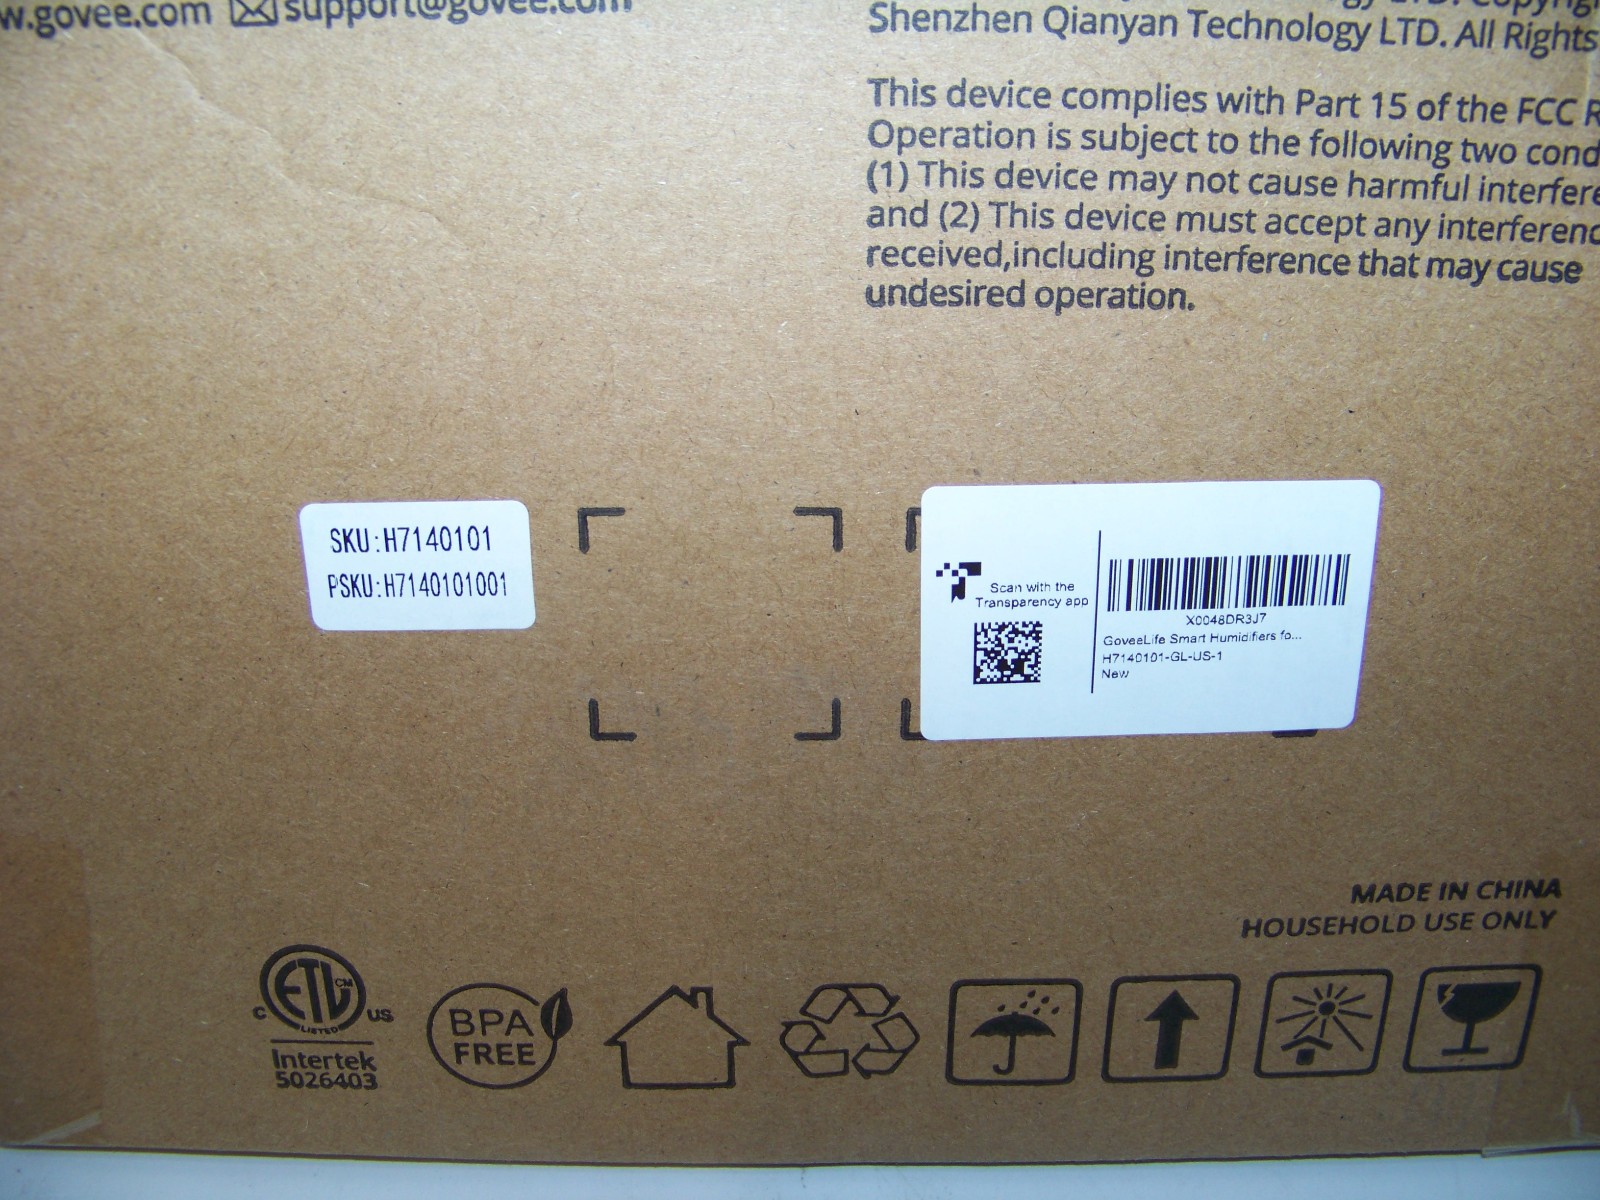 w.govee.com support@govee.com
Shenzhen Qianyan Technology LTD. All Rights
This device complies with Part 15 of the FCC R
Operation is subject to the following two cond
(1) This device may not cause harmful interfere
and (2) This device must accept any interferenc
received,including interference that may cause
undesired operation.
SKU:H7140101
PSKU:H7140101001
Scan with the
Transparency app
X0048DR3J7
GoveeLife Smart Humidifiers fo...
H7140101-GL-US-1
New
MADE IN CHINA
HOUSEHOLD USE ONLY
C ETL CM US
LISTED
Intertek
5026403
BPA
FREE